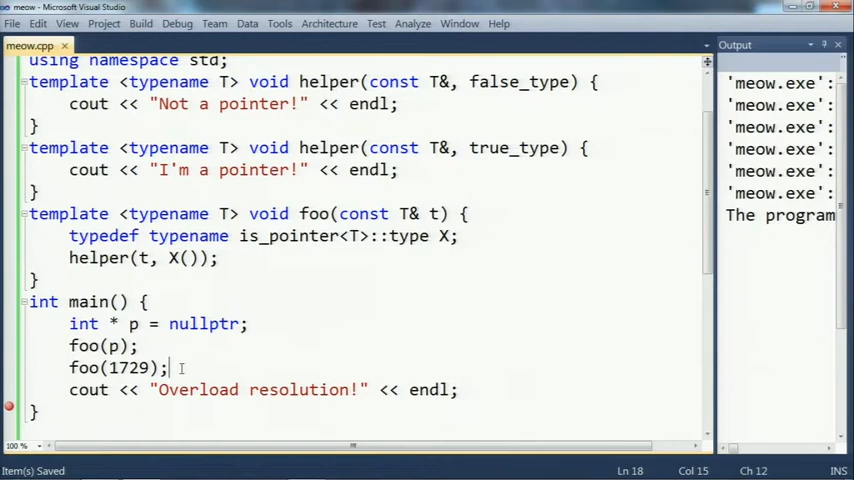 meow - Microsoft Visual Studio
File Edit View Project Build Debug Team Data Tools Architecture Test Analyze Window Help
meow.cpp
Output
using namespace std;
template <typename T> void helper(const T&, false_type) {
cout << "Not a pointer!" << endl;
}
template <typename T> void helper(const T&, true_type) {
cout << "I'm a pointer!" << endl;
}
template <typename T> void foo(const T& t) {
typedef typename is_pointer<T>::type X;
helper(t, X());
}
int main() {
int * p = nullptr;
foo(p);
foo(1729);
cout << "Overload resolution!" << endl;
}
'meow.exe':
'meow.exe':
'meow.exe':
'meow.exe':
'meow.exe':
'meow.exe':
The program
100 %
Item(s) Saved
Ln 18
Col 15
Ch 12
INS